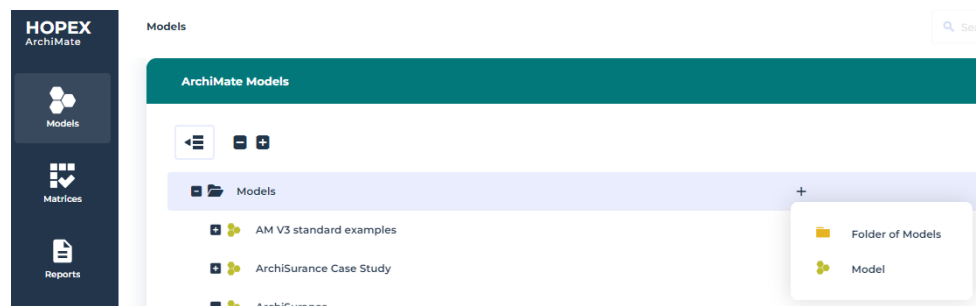 HOPEX
ArchiMate
Models
ArchiMate Models
Models
Matrices
Reports
Models
AM V3 standard examples
ArchiSurance Case Study
ArchiSurance
Folder of Models
Model